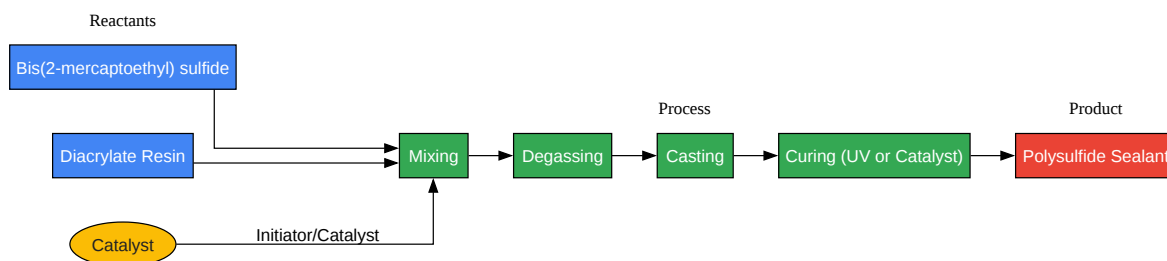 Reactants
Bis(2-mercaptoethyl) sulfide
Process
Product
Diacrylate Resin
Mixing
Degassing
Casting
Curing (UV or Catalyst)
Polysulfide Sealant
Initiator/Catalyst
Catalyst